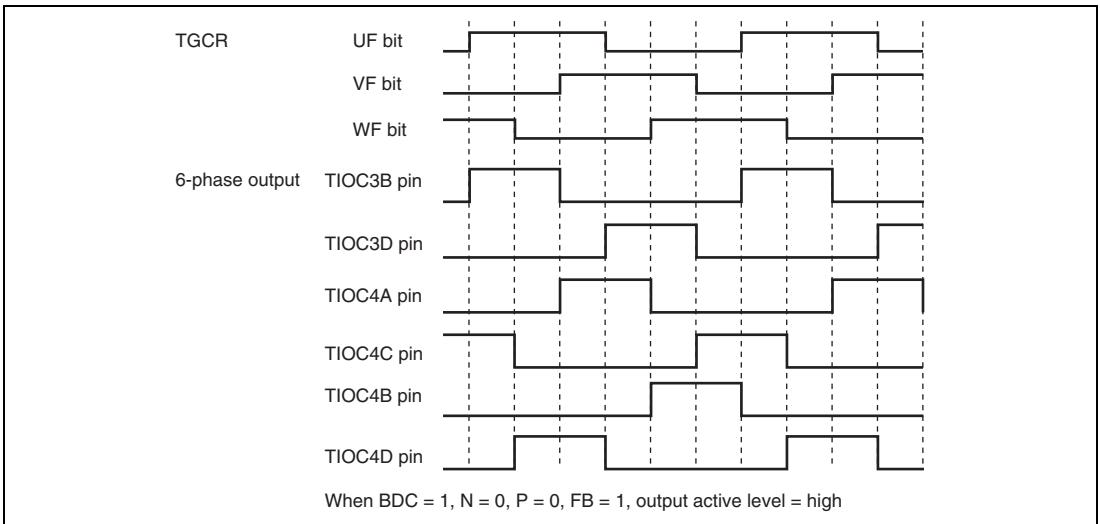 TGCR UF bit
VF bit
WF bit
6-phase output TIOC3B pin
TIOC3D pin
TIOC4A pin
TIOC4C pin
TIOC4B pin
TIOC4D pin
When BDC = 1, N = 0, P = 0, FB = 1, output active level = high